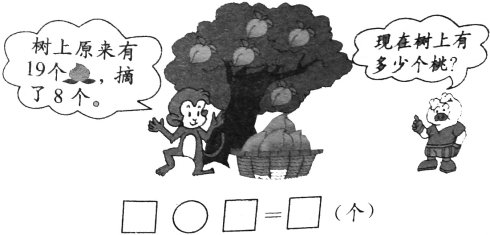 树上原来有
19个，摘
了8个。
现在树上有
多少个桃？
□○□=□（个）